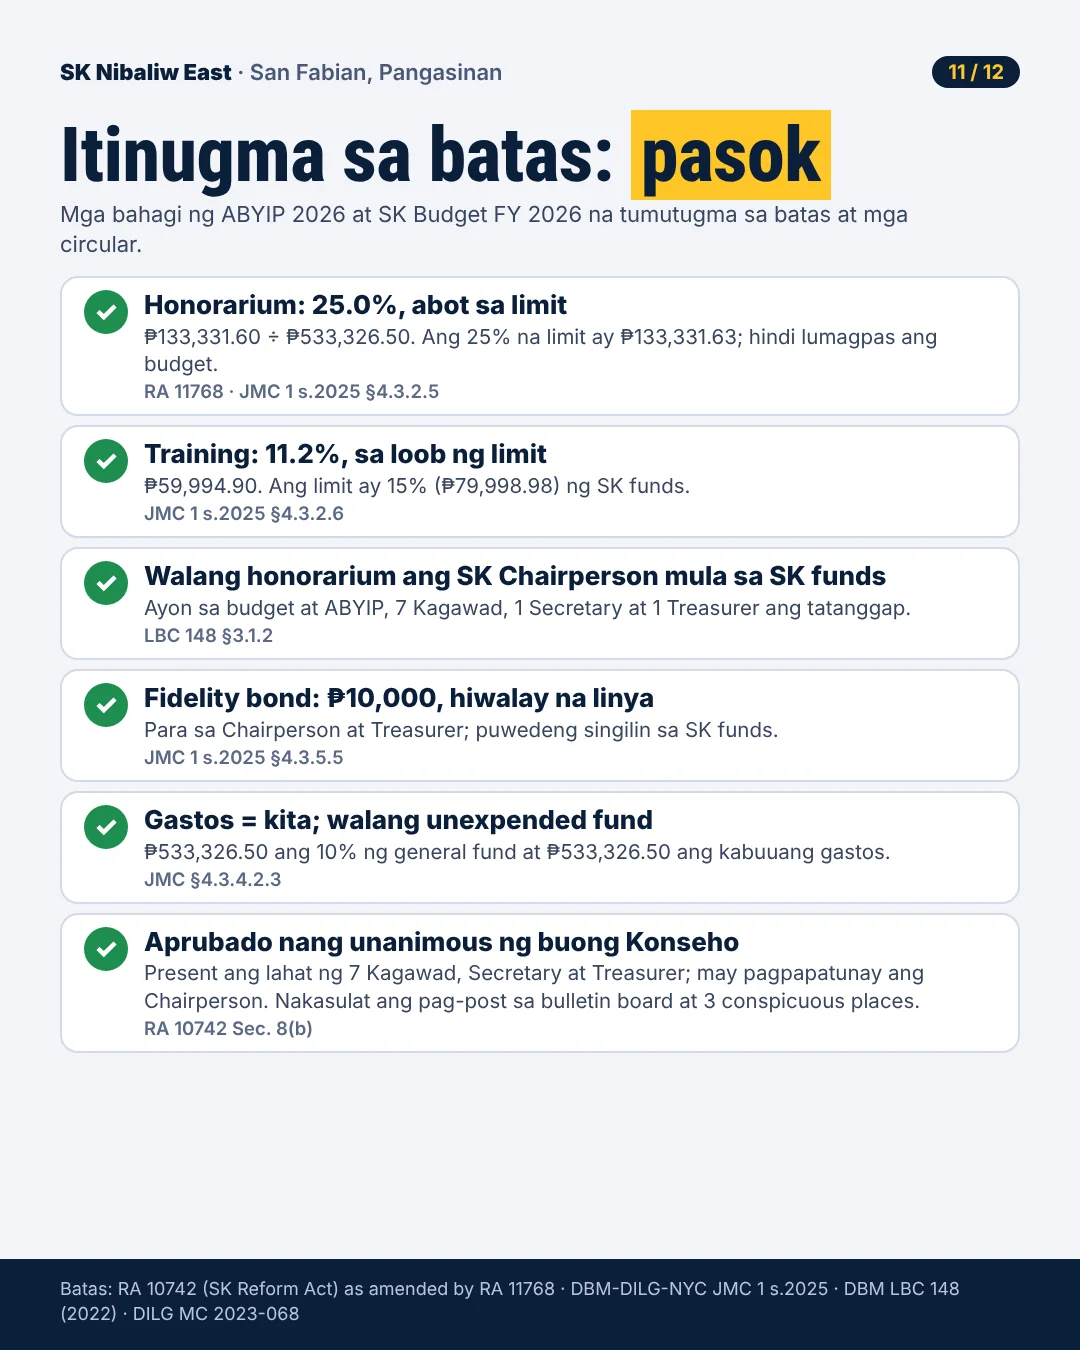 SK Nibaliw East · San Fabian, Pangasinan
11 / 12
Itinugma sa batas: pasok
Mga bahagi ng ABYIP 2026 at SK Budget FY 2026 na tumutugma sa batas at mga
circular.
Honorarium: 25.0%, abot sa limit
₱133,331.60 ÷ ₱533,326.50. Ang 25% na limit ay ₱133,331.63; hindi lumagpas ang
budget.
RA 11768 · JMC 1 s.2025 §4.3.2.5
Training: 11.2%, sa loob ng limit
₱59,994.90. Ang limit ay 15% (₱79,998.98) ng SK funds.
JMC 1 s.2025 §4.3.2.6
Walang honorarium ang SK Chairperson mula sa SK funds
Ayon sa budget at ABYIP, 7 Kagawad, 1 Secretary at 1 Treasurer ang tatanggap.
LBC 148 §3.1.2
Fidelity bond: ₱10,000, hiwalay na linya
Para sa Chairperson at Treasurer; puwedeng singilin sa SK funds.
JMC 1 s.2025 §4.3.5.5
Gastos = kita; walang unexpended fund
₱533,326.50 ang 10% ng general fund at ₱533,326.50 ang kabuuang gastos.
JMC §4.3.4.2.3
Aprubado nang unanimous ng buong Konseho
Present ang lahat ng 7 Kagawad, Secretary at Treasurer; may pagpapatunay ang
Chairperson. Nakasulat ang pag-post sa bulletin board at 3 conspicuous places.
RA 10742 Sec. 8(b)
Batas: RA 10742 (SK Reform Act) as amended by RA 11768 · DBM-DILG-NYC JMC 1 s.2025 · DBM LBC 148
(2022) · DILG MC 2023-068